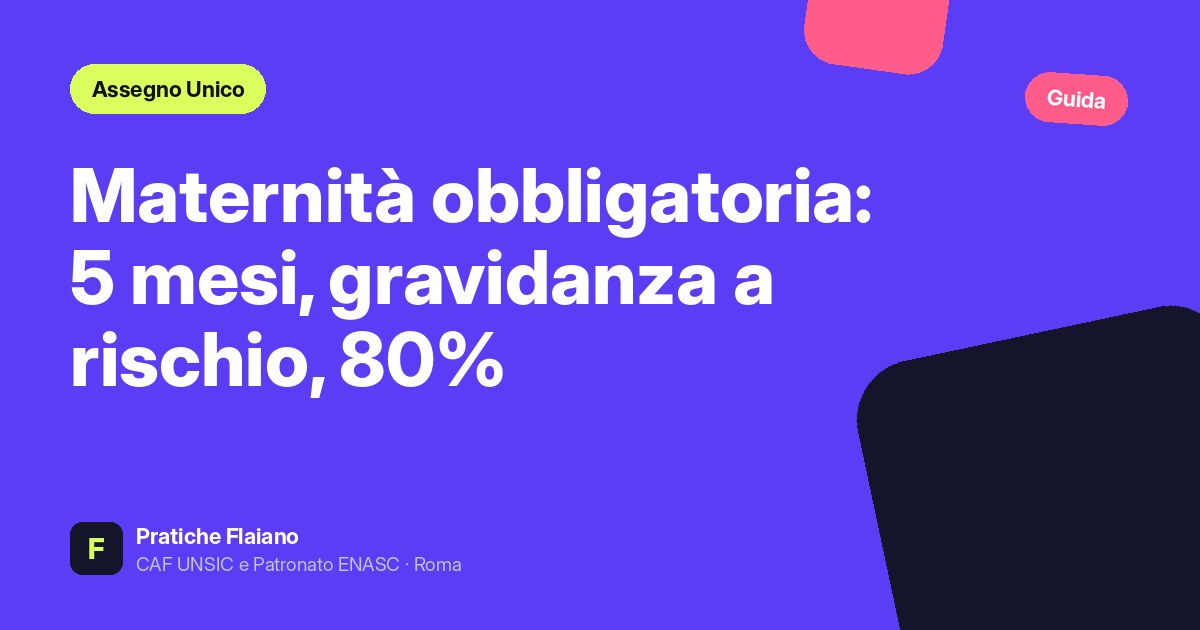 Assegno Unico
Guida
Maternità obbligatoria:
5 mesi, gravidanza a
rischio, 80%
F
Pratiche Flaiano
CAF UNSIC e Patronato ENASC · Roma